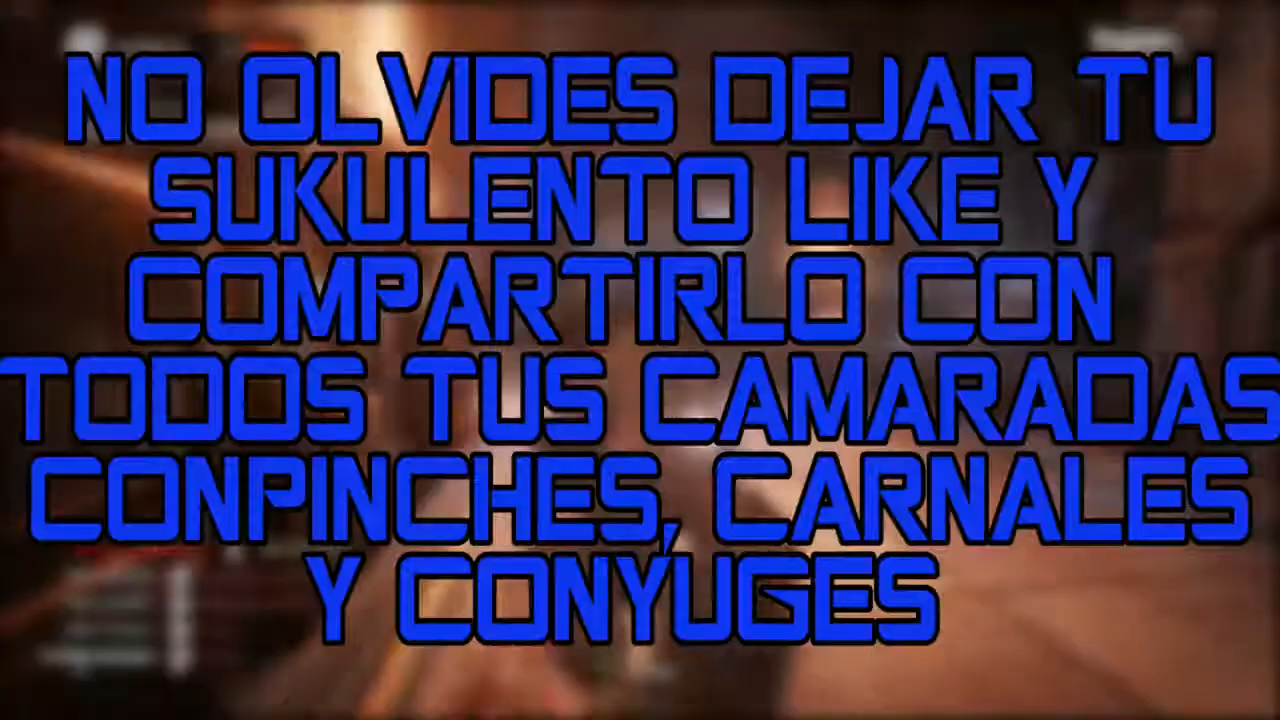 NO OLVIDES DEJAR TU
SUKULENTO LIKE Y
COMPARTIRLO CON
TODOS TUS CAMARADAS
CONPINCHES, CARNALES
Y CONYUGES